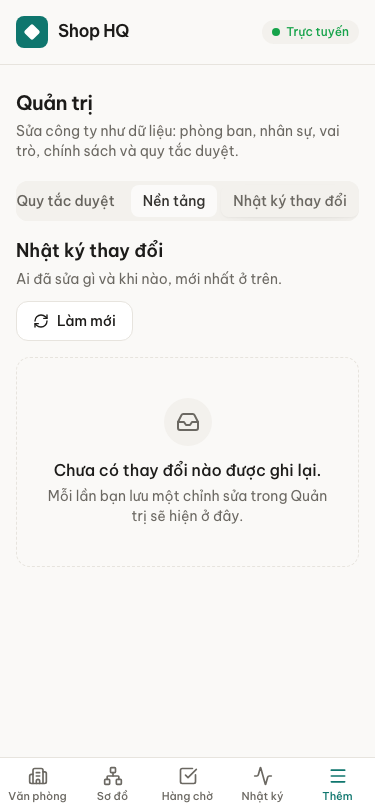 Shop HQ
Trực tuyến
Quản trị
Sửa công ty như dữ liệu: phòng ban, nhân sự, vai
trò, chính sách và quy tắc duyệt.
Quy tắc duyệt
Nền tảng
Nhật ký thay đổi
Nhật ký thay đổi
Ai đã sửa gì và khi nào, mới nhất ở trên.
Làm mới
Chưa có thay đổi nào được ghi lại.
Mỗi lần bạn lưu một chỉnh sửa trong Quản
trị sẽ hiện ở đây.
Văn phòng
Sơ đồ
Hàng chờ
Nhật ký
Thêm